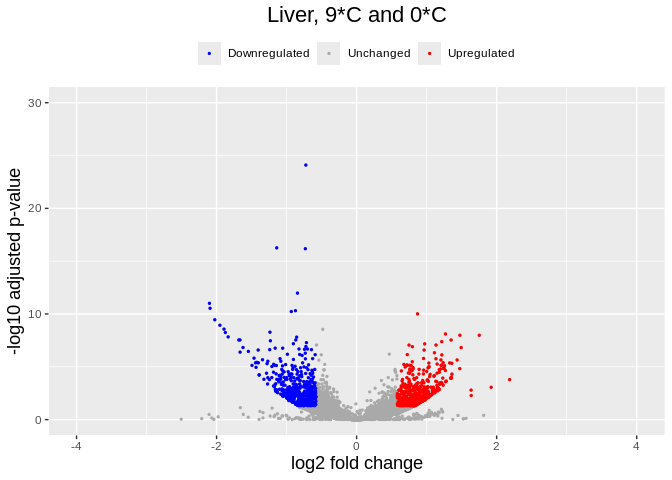 Liver, 9*C and 0*C
Downregulated Unchanged Upregulated
30
20
10
0
-4 -2 0 2 4
-log10 adjusted p-value
log2 fold change